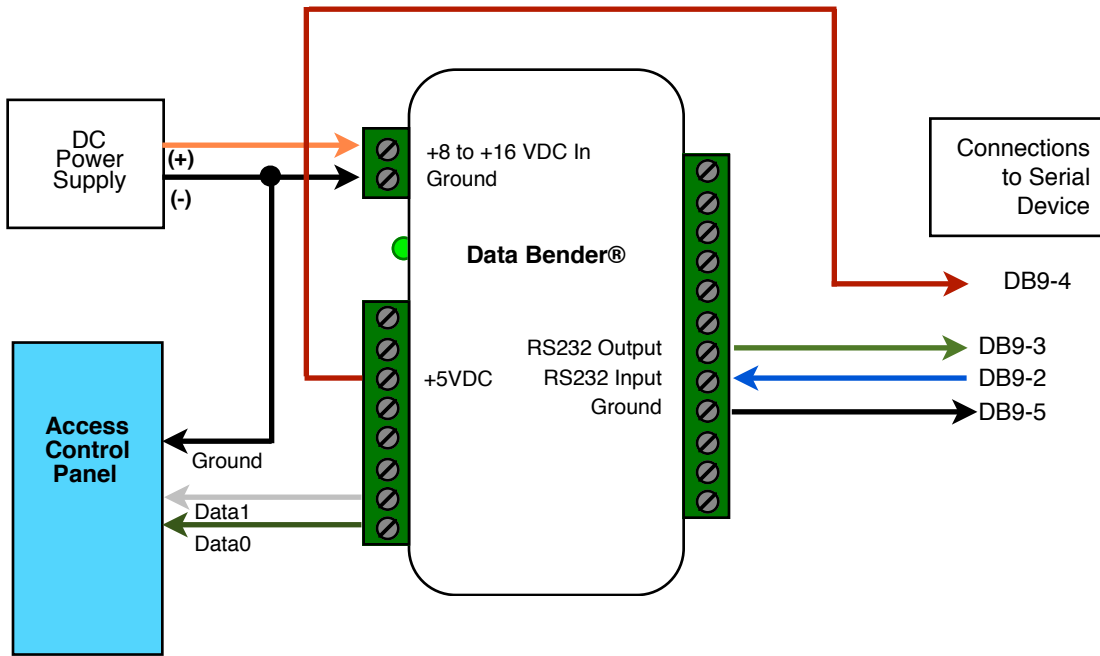 DC
Power
Supply
(+)
(-)
+8 to +16 VDC In
Ground
Data Bender®
Connections
to Serial
Device
DB9-4
RS232 Output
DB9-3
+5VDC
RS232 Input
DB9-2
Ground
DB9-5
Access
Control
Panel
Ground
Data1
Data0